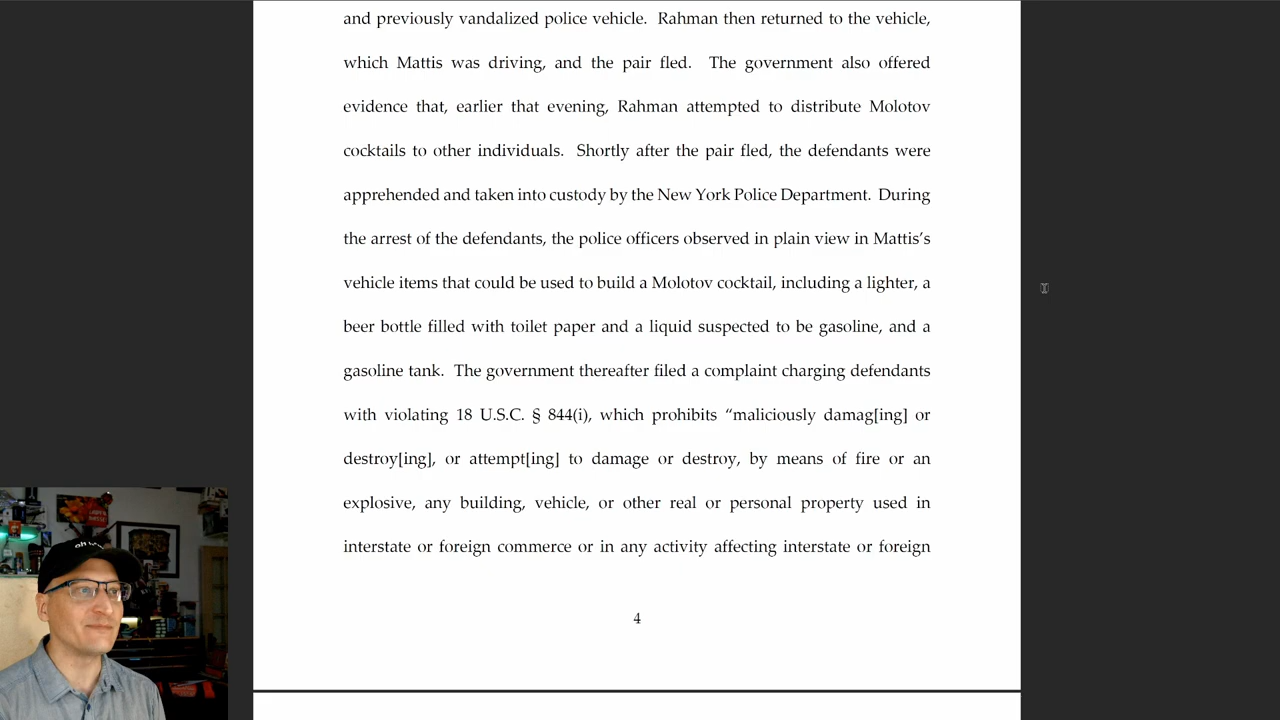 and previously vandalized police vehicle. Rahman then returned to the vehicle,
which Mattis was driving, and the pair fled. The government also offered
evidence that, earlier that evening, Rahman attempted to distribute Molotov
cocktails to other individuals. Shortly after the pair fled, the defendants were
apprehended and taken into custody by the New York Police Department. During
the arrest of the defendants, the police officers observed in plain view in Mattis’s
vehicle items that could be used to build a Molotov cocktail, including a lighter, a
beer bottle filled with toilet paper and a liquid suspected to be gasoline, and a
gasoline tank. The government thereafter filed a complaint charging defendants
with violating 18 U.S.C. § 844(i), which prohibits “maliciously damag[ing] or
destroy[ing], or attempt[ing] to damage or destroy, by means of fire or an
explosive, any building, vehicle, or other real or personal property used in
interstate or foreign commerce or in any activity affecting interstate or foreign
4